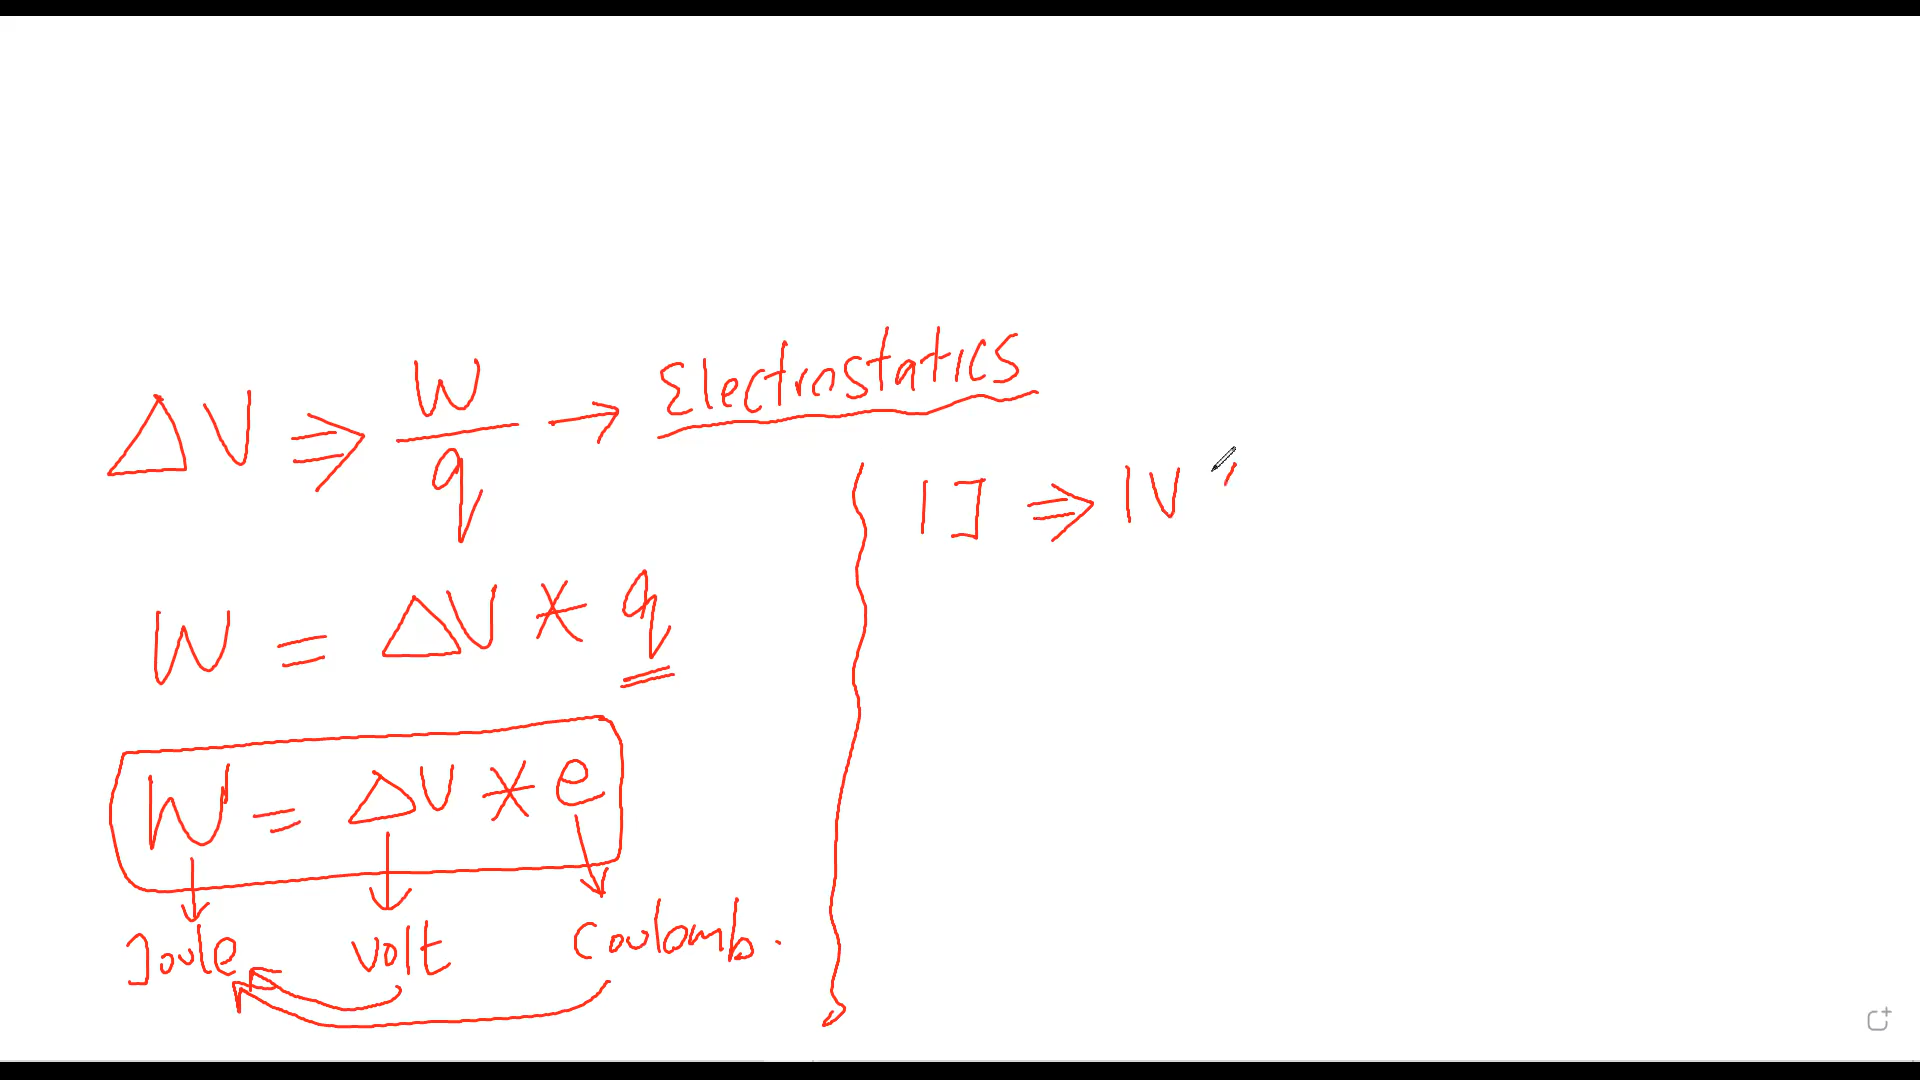 ΔV ⇒ W/q → Electrostatics
W = ΔV * q
W = ΔV * e
Joule volt Coulomb.
1J ⇒ 1V